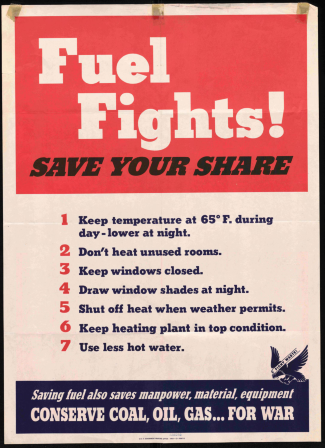 Fuel
Fights!
SAVE YOUR SHARE
1 Keep temperature at 65° F. during
day-lower at night.
2 Don't heat unused rooms.
3 Keep windows closed.
4 Draw window shades at night.
5 Shut off heat when weather permits.
6 Keep heating plant in top condition.
7 Use less hot water.
Saving fuel also saves manpower, material, equipment
CONSERVE COAL, OIL, GAS... FOR WAR